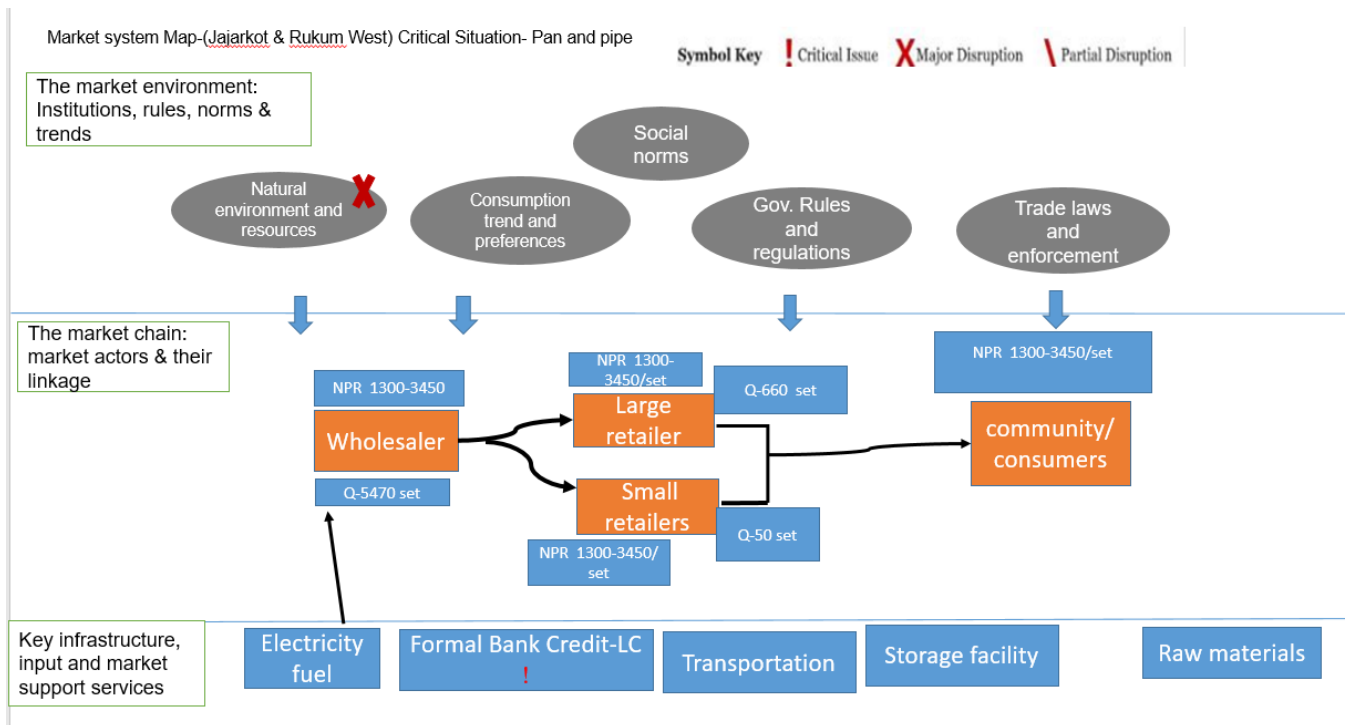 Market system Map-(Jajarkot & Rukum West) Critical Situation- Pan and pipe
Symbol Key ! Critical Issue X Major Disruption \ Partial Disruption
The market environment:
Institutions, rules, norms &
trends
Social
norms
Natural
environment and
resources
Consumption
trend and
preferences
Gov. Rules
and
regulations
Trade laws
and
enforcement
The market chain:
market actors & their
linkage
NPR 1300-3450
Wholesaler
Q-5470 set
NPR 1300-
3450/set
Large
retailer
Q-660 set
Small
retailers
Q-50 set
NPR 1300-3450/
set
NPR 1300-3450/set
community/
consumers
Key infrastructure,
input and market
support services
Electricity
fuel
Formal Bank Credit-LC
!
Transportation
Storage facility
Raw materials